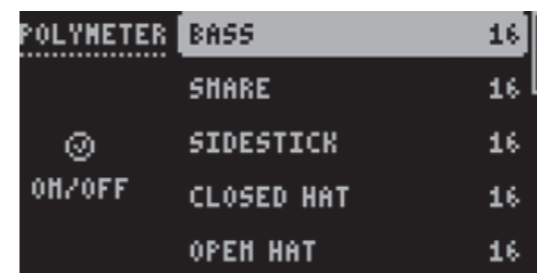 POLYMETER
BASS 16
SNARE 16
SIDESTICK 16
ON/OFF
CLOSED HAT 16
OPEN HAT 16